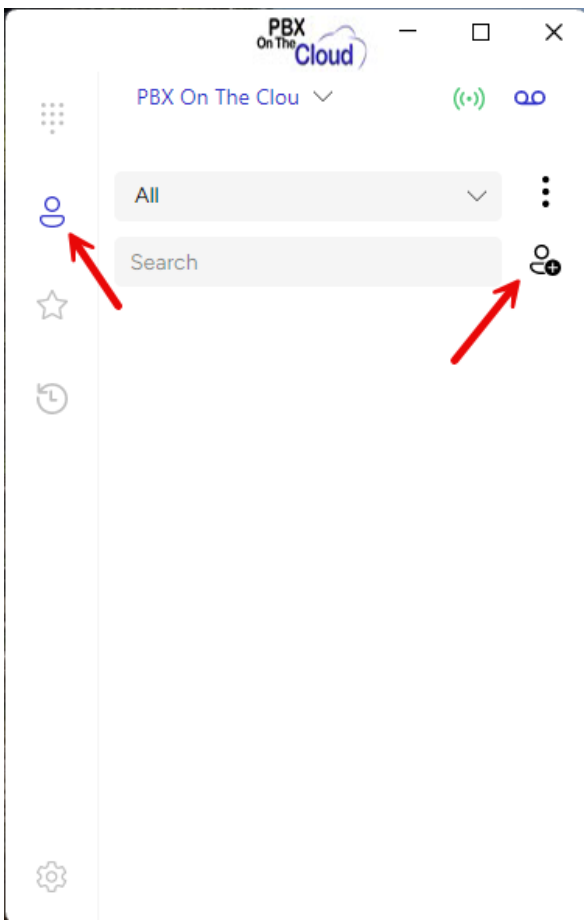 PBX
On The
Cloud
PBX On The Clou
All
Search